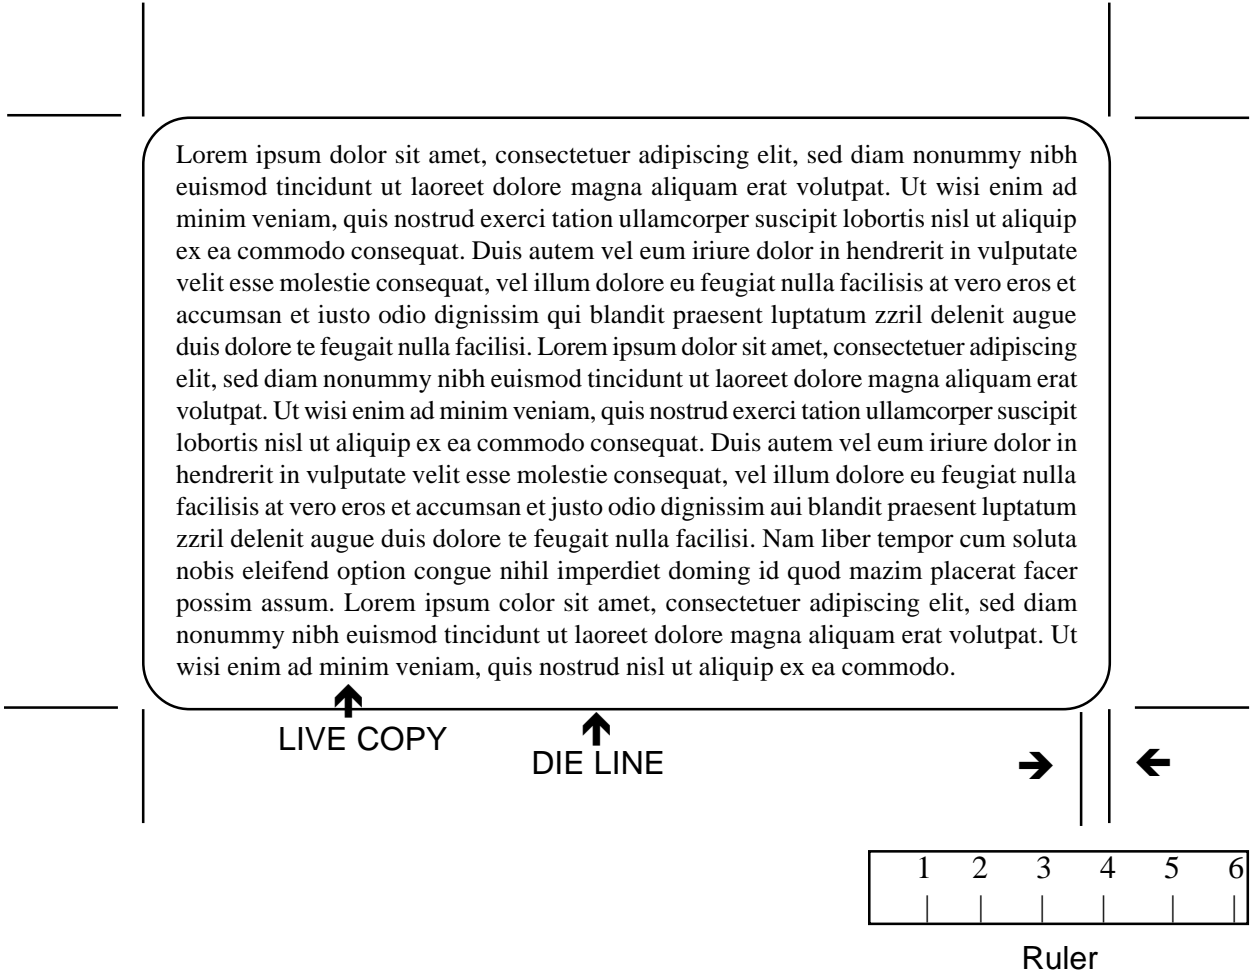 Lorem ipsum dolor sit amet, consectetuer adipiscing elit, sed diam nonummy nibh
euismod tincidunt ut laoreet dolore magna aliquam erat volutpat. Ut wisi enim ad
minim veniam, quis nostrud exerci tation ullamcorper suscipit lobortis nisl ut aliquip
ex ea commodo consequat. Duis autem vel eum iriure dolor in hendrerit in vulputate
velit esse molestie consequat, vel illum dolore eu feugiat nulla facilisis at vero eros et
accumsan et iusto odio dignissim qui blandit praesent luptatum zzril delenit augue
duis dolore te feugait nulla facilisi. Lorem ipsum dolor sit amet, consectetuer adipiscing
elit, sed diam nonummy nibh euismod tincidunt ut laoreet dolore magna aliquam erat
volutpat. Ut wisi enim ad minim veniam, quis nostrud exerci tation ullamcorper suscipit
lobortis nisl ut aliquip ex ea commodo consequat. Duis autem vel eum iriure dolor in
hendrerit in vulputate velit esse molestie consequat, vel illum dolore eu feugiat nulla
facilisis at vero eros et accumsan et justo odio dignissim aui blandit praesent luptatum
zzril delenit augue duis dolore te feugait nulla facilisi. Nam liber tempor cum soluta
nobis eleifend option congue nihil imperdiet doming id quod mazim placerat facer
possim assum. Lorem ipsum color sit amet, consectetuer adipiscing elit, sed diam
nonummy nibh euismod tincidunt ut laoreet dolore magna aliquam erat volutpat. Ut
wisi enim ad minim veniam, quis nostrud nisl ut aliquip ex ea commodo.
LIVE COPY
DIE LINE
1 2 3 4 5 6
Ruler